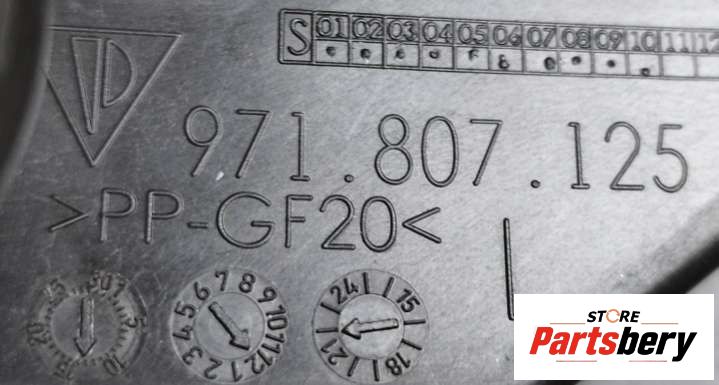 S 01 02 03 04 05 06 07 08 09 10 11 12
971.807.125
>PP-GF20<
1 2 3 4 5 6 7 8 9 10 11 12
24 15 18 21
STORE
Partsbery